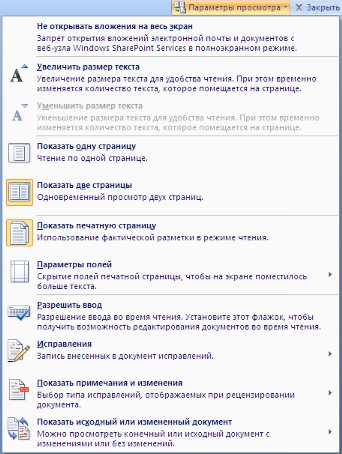 Параметры просмотра
Закрыть
Не открывать вложения на весь экран
Запрет открытия вложений электронной почты и документов с
веб-узла Windows SharePoint Services в полноэкранном режиме.
Увеличить размер текста
Увеличение размера текста для удобства чтения. При этом временно
изменяется количество текста, которое помещается на странице.
Уменьшить размер текста
Уменьшение размера текста для удобства чтения. При этом временно
изменяется количество текста, которое помещается на странице.
Показать одну страницу
Чтение по одной странице.
Показать две страницы
Одновременный просмотр двух страниц.
Показать печатную страницу
Использование фактической разметки в режиме чтения.
Параметры полей
Скрытие полей печатной страницы, чтобы на экране поместилось
больше текста.
Разрешить ввод
Разрешение ввода во время чтения. Установите этот флажок, чтобы
получить возможность редактирования документов во время чтения.
Исправления
Запись внесенных в документ исправлений.
Показать примечания и изменения
Выбор типа исправлений, отображаемых при рецензировании
документа.
Показать исходный или измененный документ
Можно просмотреть конечный или исходный документ с
изменениями или без изменений.